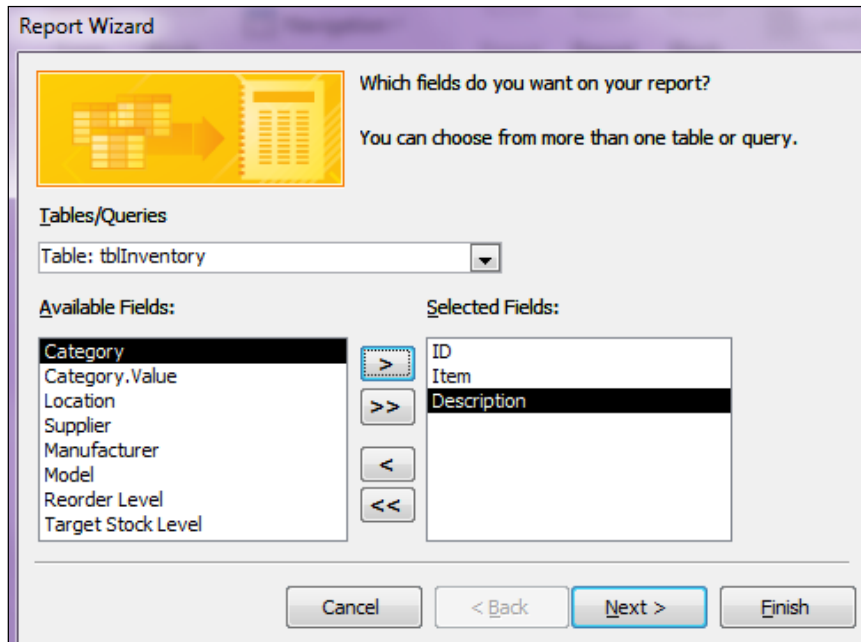 Report Wizard
Which fields do you want on your report?
You can choose from more than one table or query.
Tables/Queries
Table: tblInventory
Available Fields:
Selected Fields:
Category
Category.Value
Location
Supplier
Manufacturer
Model
Reorder Level
Target Stock Level
>
>>
<
<<
ID
Item
Description
Cancel
< Back
Next >
Finish